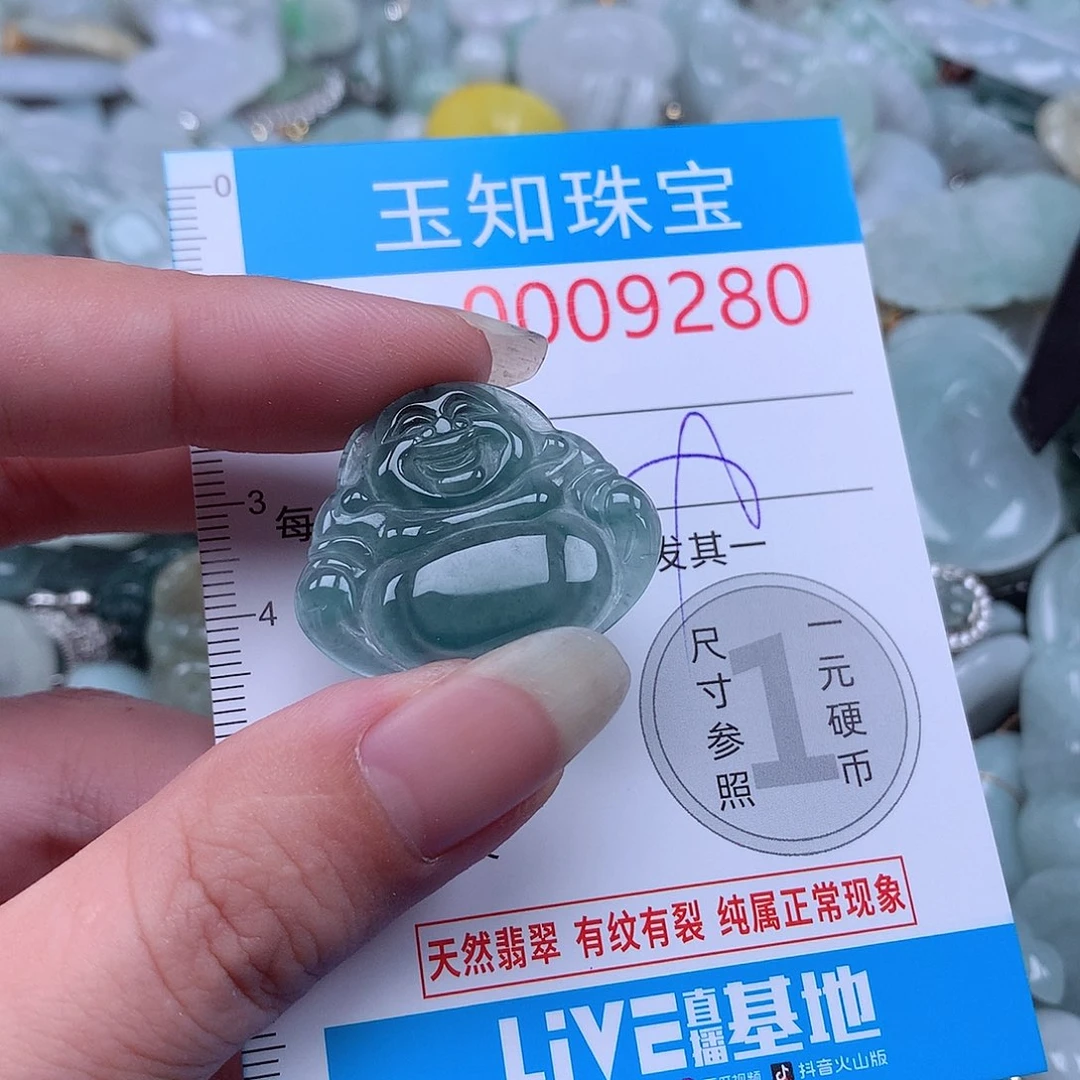 0
玉知珠宝
0009280
3
每
发其一
4
尺寸参照
1
一元硬币
天然翡翠 有纹有裂 纯属正常现象
LiVE直播基地
抖音火山版